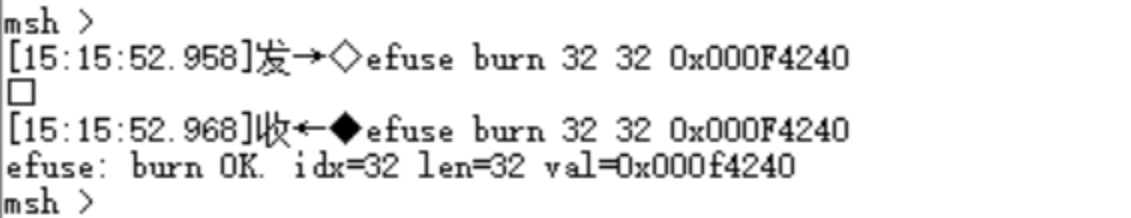 msh >
[15:15:52.958]发→◇efuse burn 32 32 0x000F4240
□
[15:15:52.968]收←◆efuse burn 32 32 0x000F4240
efuse: burn OK. idx=32 len=32 val=0x000f4240
msh >